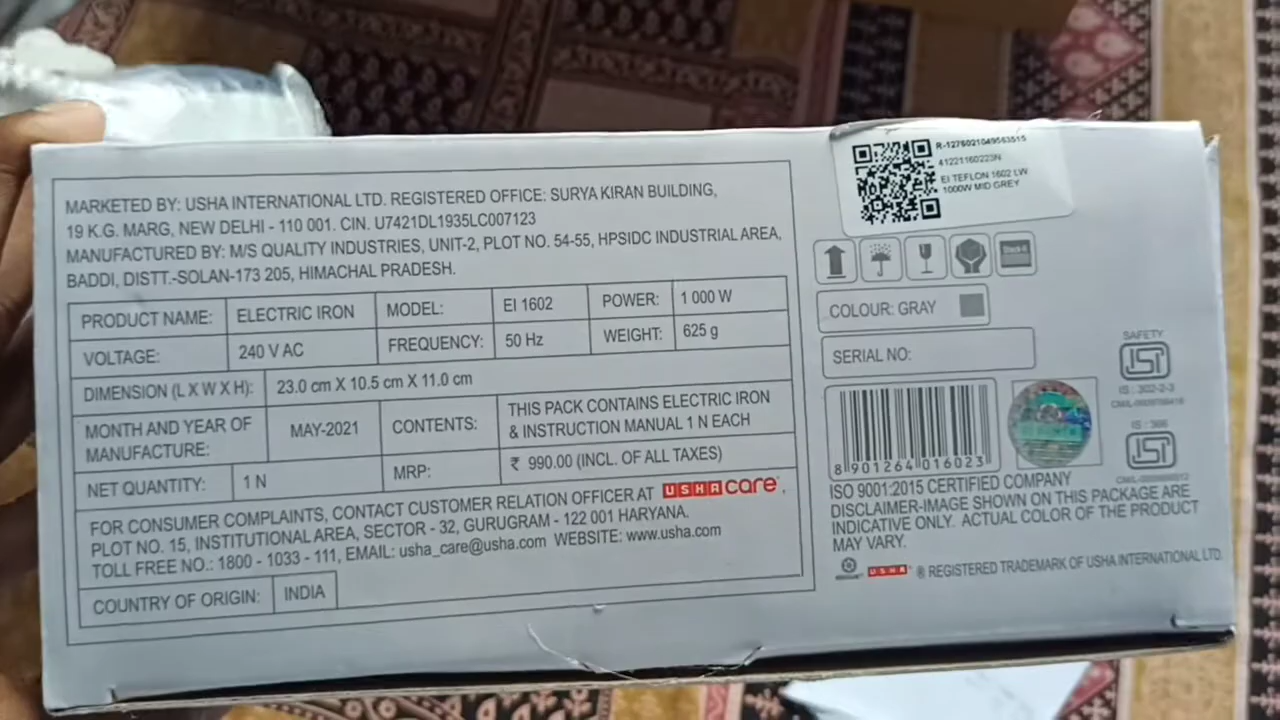 MARKETED BY: USHA INTERNATIONAL LTD. REGISTERED OFFICE: SURYA KIRAN BUILDING,
19 K.G. MARG, NEW DELHI - 110 001. CIN. U7421DL1935LC007123
MANUFACTURED BY: M/S QUALITY INDUSTRIES, UNIT-2, PLOT NO. 54-55, HPSIDC INDUSTRIAL AREA,
BADDI, DISTT.-SOLAN-173 205, HIMACHAL PRADESH.
PRODUCT NAME: ELECTRIC IRON MODEL: EI 1602 POWER: 1 000 W
VOLTAGE: 240 V AC FREQUENCY: 50 Hz WEIGHT: 625 g
DIMENSION (L X W X H): 23.0 cm X 10.5 cm X 11.0 cm
MONTH AND YEAR OF
MANUFACTURE:
MAY-2021
CONTENTS:
THIS PACK CONTAINS ELECTRIC IRON
& INSTRUCTION MANUAL 1 N EACH
NET QUANTITY: 1 N MRP: ₹ 990.00 (INCL. OF ALL TAXES)
FOR CONSUMER COMPLAINTS, CONTACT CUSTOMER RELATION OFFICER AT USHA care,
PLOT NO. 15, INSTITUTIONAL AREA, SECTOR - 32, GURUGRAM - 122 001 HARYANA.
TOLL FREE NO.: 1800 - 1033 - 111, EMAIL: usha_care@usha.com WEBSITE: www.usha.com
COUNTRY OF ORIGIN: INDIA
R-1276021049563515
41221160223N
EI TEFLON 1602 LW
1000W MID GREY
COLOUR: GRAY
SERIAL NO:
8 901264 016023
SAFETY
IS : 302-2-3
IS : 366
ISO 9001:2015 CERTIFIED COMPANY
DISCLAIMER-IMAGE SHOWN ON THIS PACKAGE ARE
INDICATIVE ONLY. ACTUAL COLOR OF THE PRODUCT
MAY VARY.
USHA ® REGISTERED TRADEMARK OF USHA INTERNATIONAL LTD.